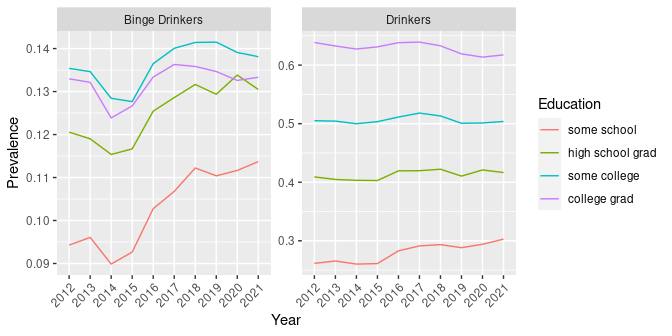 Binge Drinkers
Drinkers
0.14
0.13
0.12
0.11
0.10
0.09
0.6
0.5
0.4
0.3
Prevalence
2012 2013 2014 2015 2016 2017 2018 2019 2020 2021
2012 2013 2014 2015 2016 2017 2018 2019 2020 2021
Year
Education
some school
high school grad
some college
college grad